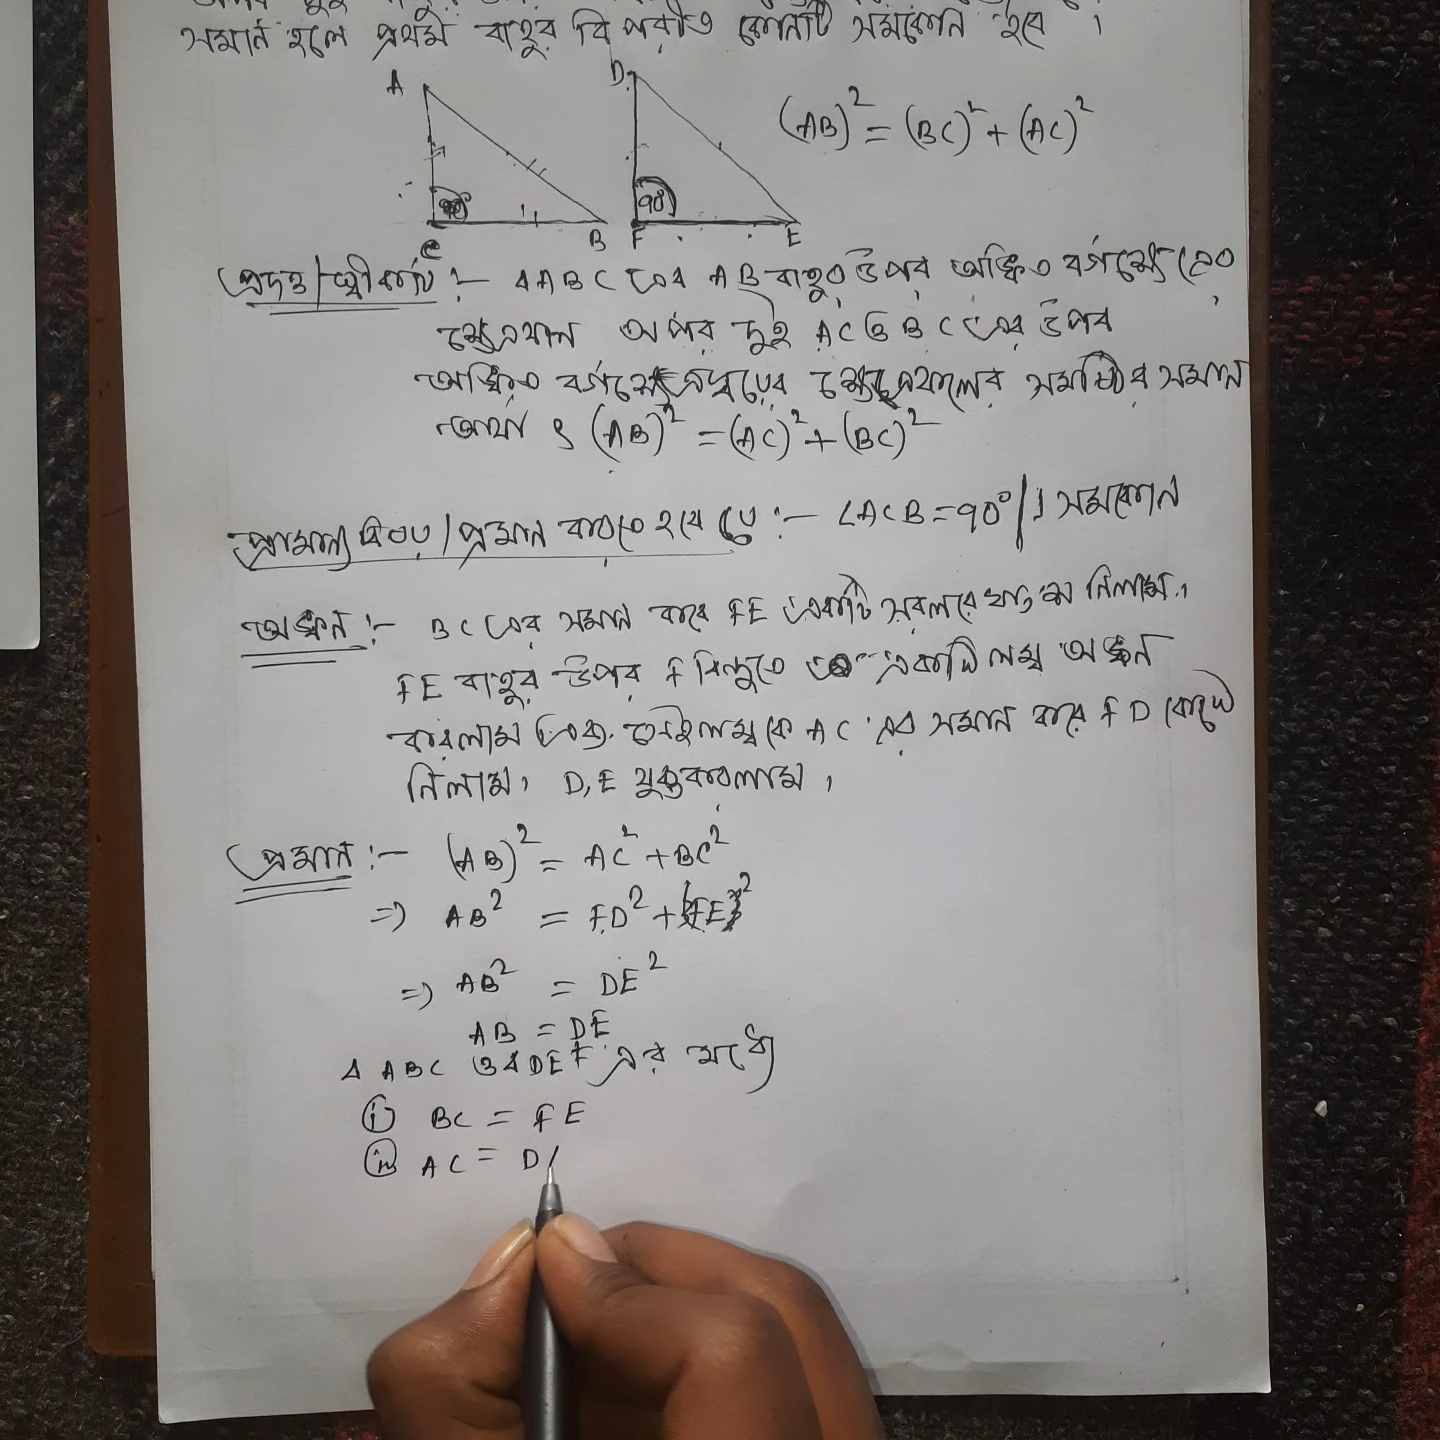 সমান হলে প্রথম বাহুর বিপরীত কোনটি সমকোন হবে ।
A D
(AB)² = (BC)² + (AC)²
90° 90°
C B F E
প্রদত্ত / স্বীকার্য :- ΔABC এর AB বাহুর উপর অঙ্কিত বর্গক্ষেত্রের
ক্ষেত্রফল অপর দুই AC ও BC এর উপর
অঙ্কিত বর্গক্ষেত্রদ্বয়ের ক্ষেত্রফলের সমষ্টির সমান
অর্থাৎ (AB)² = (AC)² + (BC)²
প্রামান্য বিষয় / প্রমান করতে হবে যে :- ∠ACB = 90° / 1 সমকোন
অঙ্কন :- BC এর সমান করে FE একটি সরলরেখাংশ নিলাম।
FE বাহুর উপর F বিন্দুতে একটি লম্ব অঙ্কন
করলাম এবং ঐ লম্ব কে AC এর সমান করে FD কেটে
নিলাম। D, E যুক্ত করলাম ।
প্রমান :- (AB)² = AC² + BC²
⇒ AB² = FD² + FE²
⇒ AB² = DE²
AB = DE
Δ ABC ও Δ DEF এর মধ্যে
(i) BC = FE
(ii) AC = D